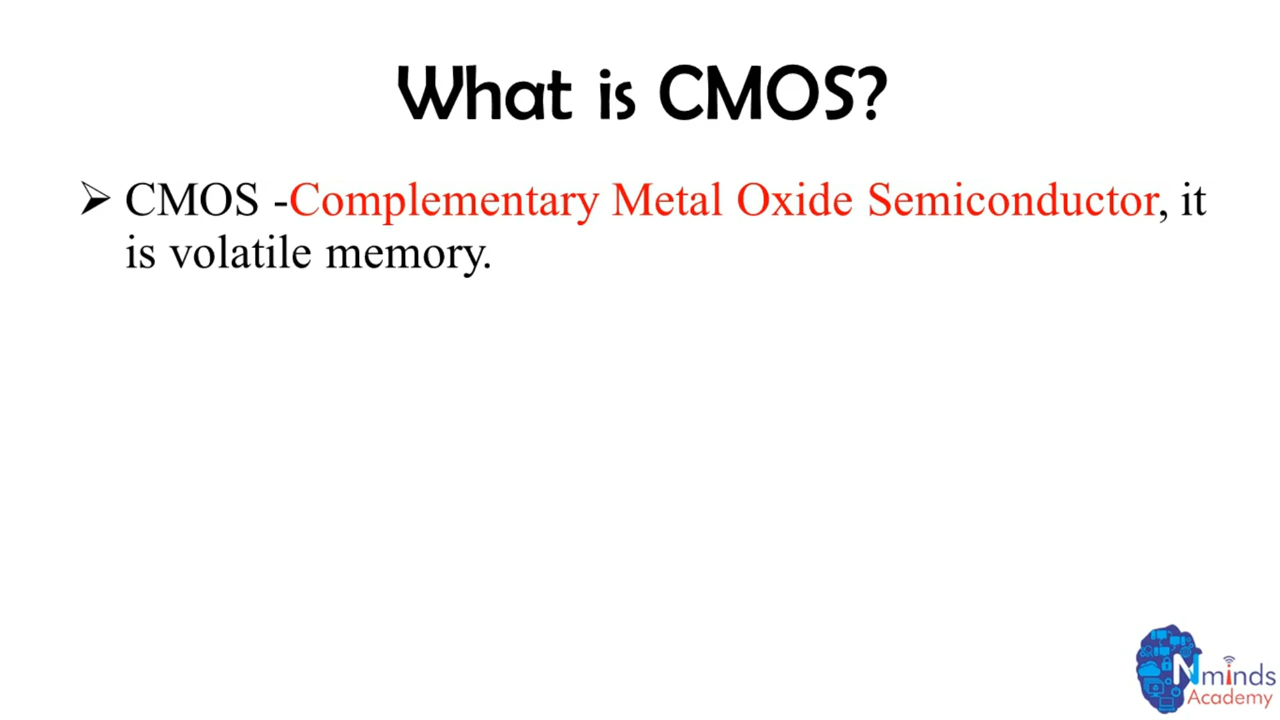 What is CMOS?
➢ CMOS -Complementary Metal Oxide Semiconductor, it
is volatile memory.
Nminds
Academy